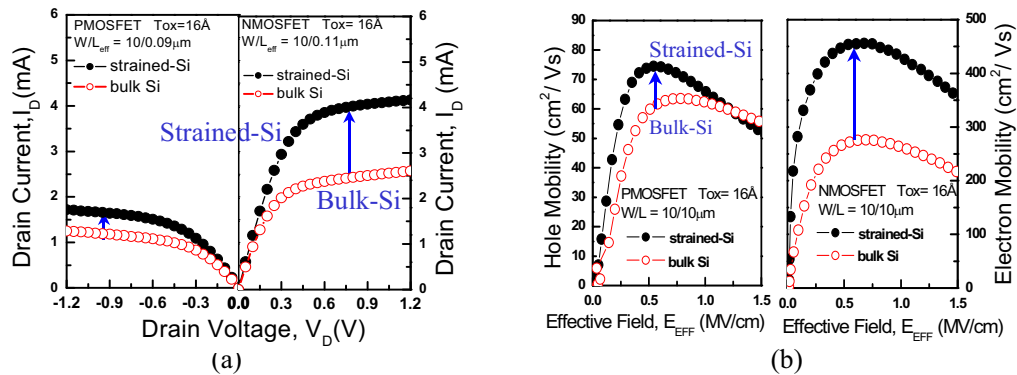 PMOSFET Tox=16Å
W/Leff = 10/0.09μm
strained-Si
bulk Si
NMOSFET Tox= 16Å
W/Leff = 10/0.11μm
strained-Si
bulk Si
Strained-Si
Bulk-Si
Drain Current,ID (mA)
6
5
4
3
2
1
0
Drain Current, ID (mA)
6
5
4
3
2
1
0
-1.2 -0.9 -0.6 -0.3 0.0 0.3 0.6 0.9 1.2
0.0
Drain Voltage, VD(V)
(a)
Hole Mobility (cm2/ Vs)
90
80
70
60
50
40
30
20
10
0
Strained-Si
Bulk-Si
PMOSFET Tox= 16Å
W/L = 10/10μm
strained-Si
bulk Si
0.0 0.5 1.0 1.5
Effective Field, EEFF (MV/cm)
NMOSFET Tox= 16Å
W/L = 10/10μm
strained-Si
bulk Si
0.0 0.5 1.0 1.5
Effective Field, EEFF (MV/cm)
Electron Mobility (cm2/ Vs)
500
450
400
350
300
250
200
150
100
50
0
(b)